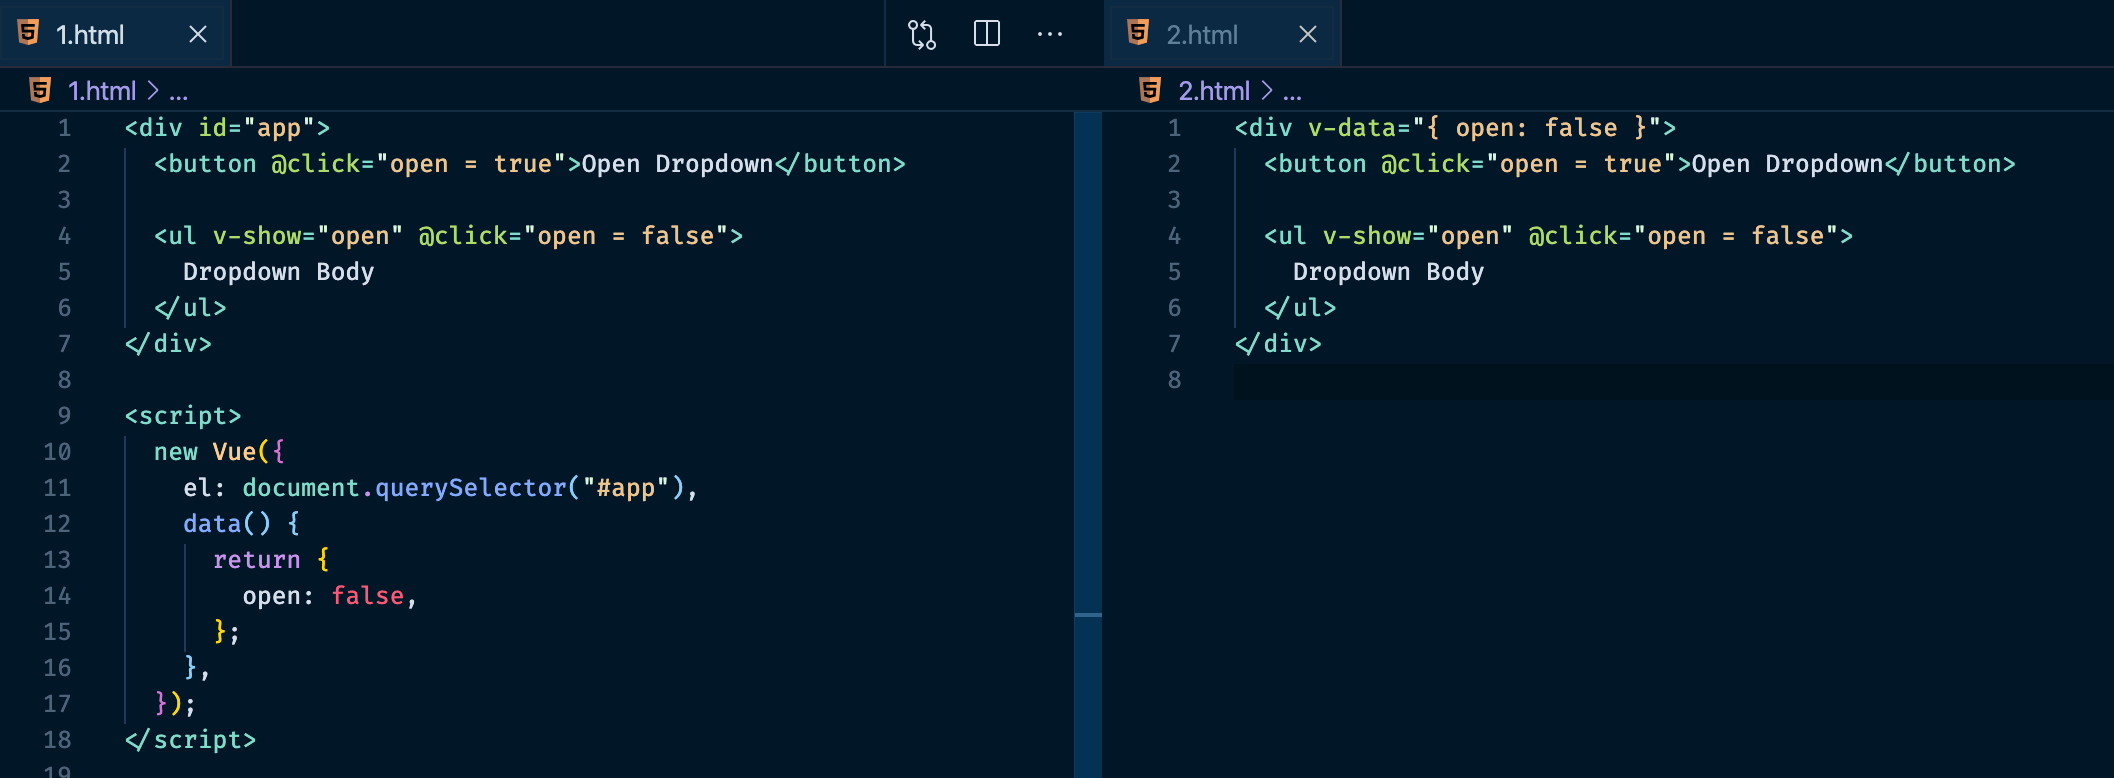 1.html
2.html
1.html > ...
1 <div id="app">
2 <button @click="open = true">Open Dropdown</button>
3
4 <ul v-show="open" @click="open = false">
5 Dropdown Body
6 </ul>
7 </div>
8
9 <script>
10 new Vue({
11 el: document.querySelector("#app"),
12 data() {
13 return {
14 open: false,
15 };
16 },
17 });
18 </script>
19
2.html > ...
1 <div v-data="{ open: false }">
2 <button @click="open = true">Open Dropdown</button>
3
4 <ul v-show="open" @click="open = false">
5 Dropdown Body
6 </ul>
7 </div>
8